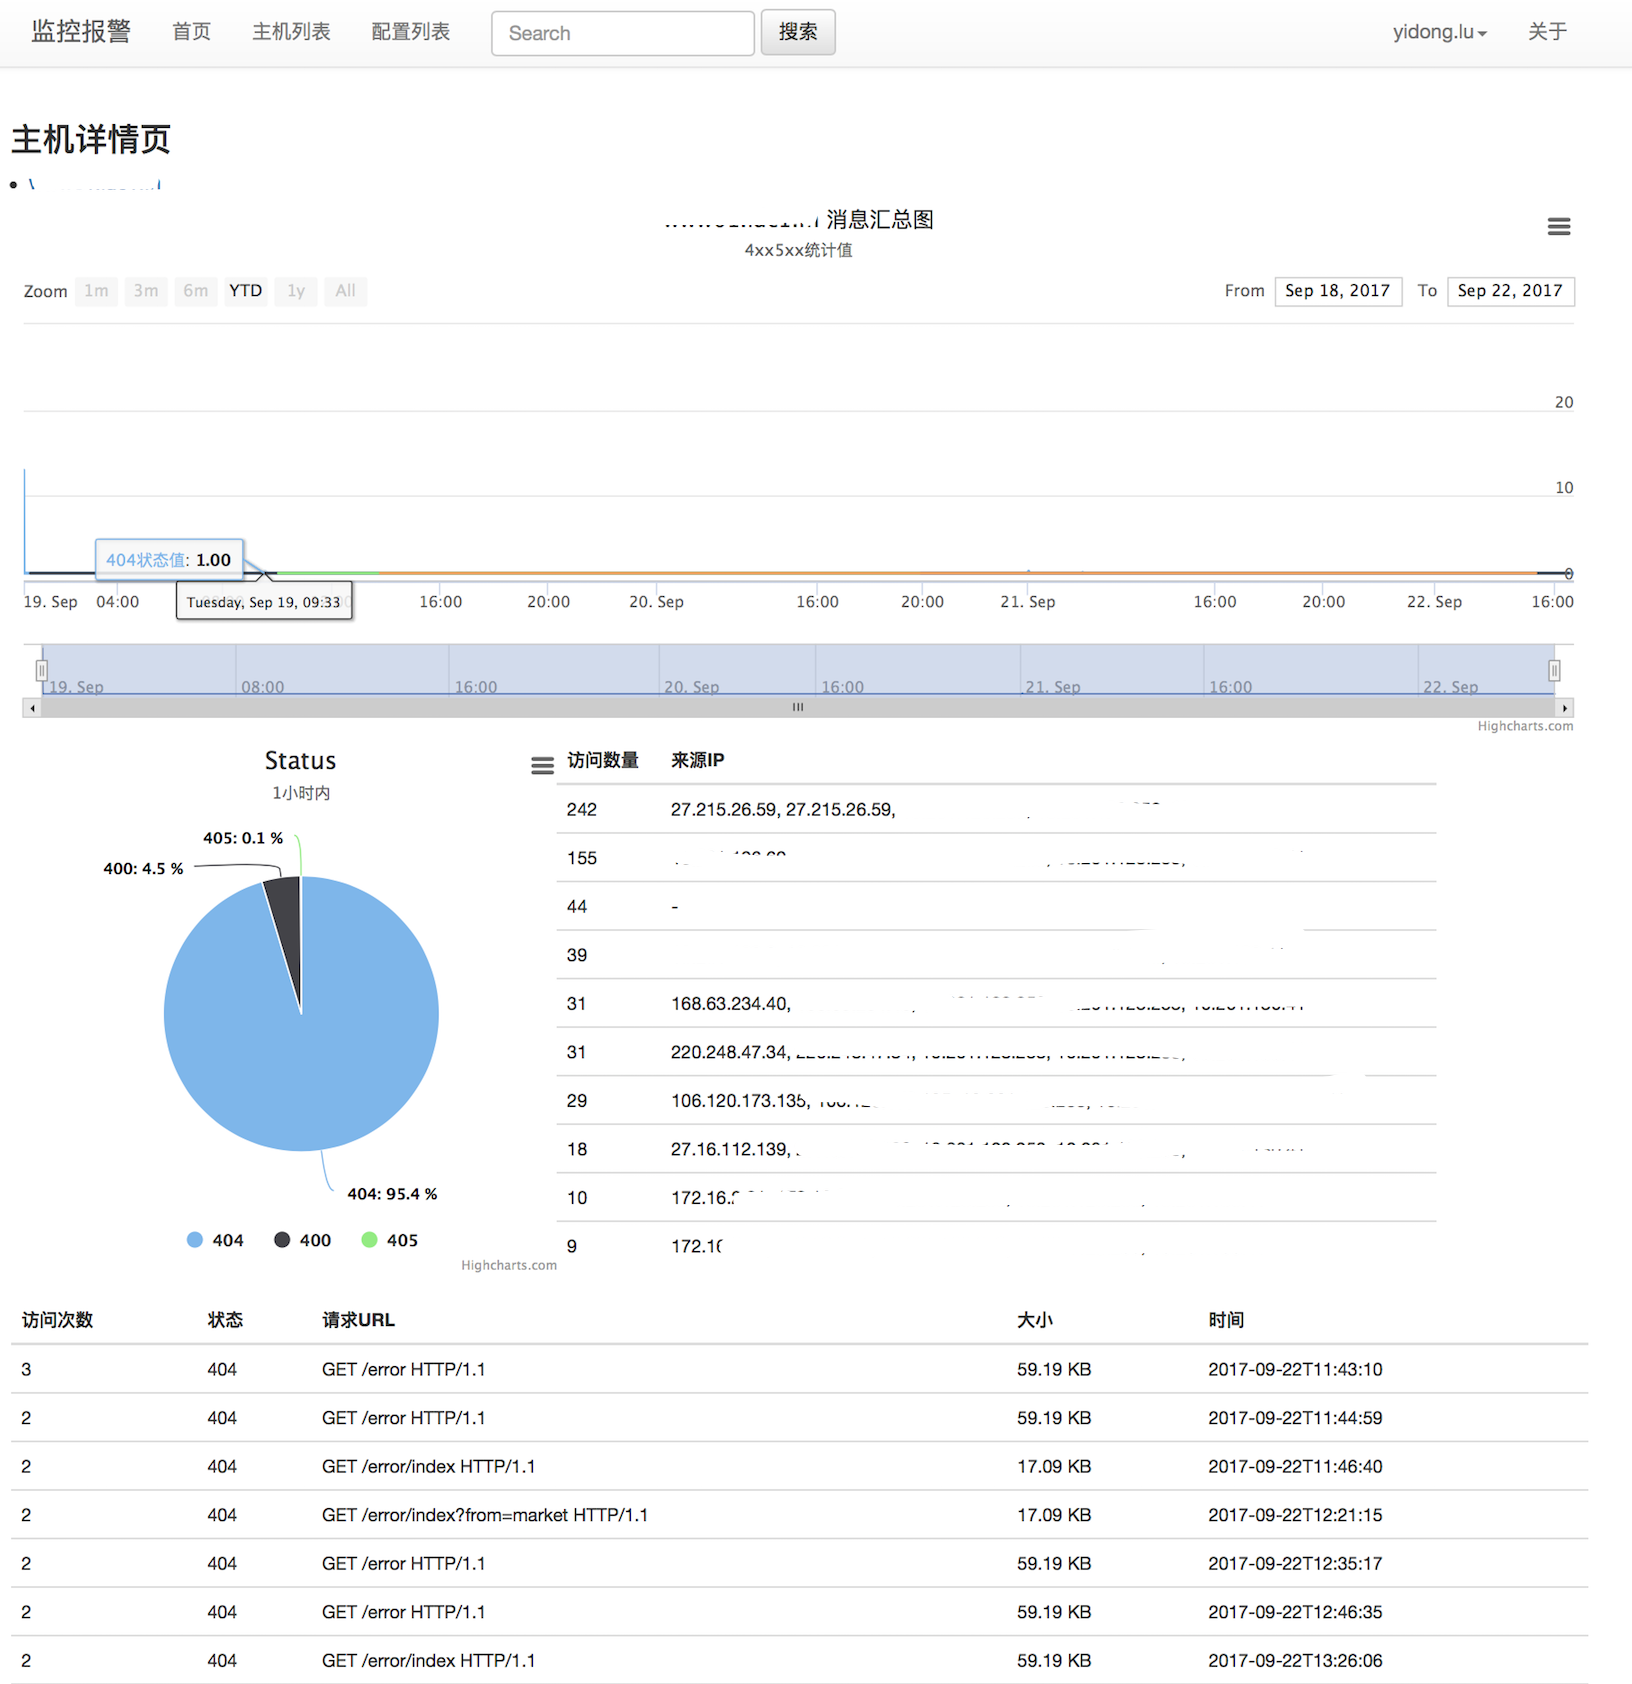 监控报警 首页 主机列表 配置列表 Search 搜索 yidong.lu 关于
主机详情页
消息汇总图
4xx5xx统计值
Zoom 1m 3m 6m YTD 1y All From Sep 18, 2017 To Sep 22, 2017
20
10
404状态值: 1.00
0
Tuesday, Sep 19, 09:33
19. Sep 04:00 16:00 20:00 20. Sep 16:00 20:00 21. Sep 16:00 20:00 22. Sep 16:00
19. Sep 08:00 16:00 20. Sep 16:00 21. Sep 16:00 22. Sep
Highcharts.com
Status
1小时内
405: 0.1 %
400: 4.5 %
404: 95.4 %
404 400 405
Highcharts.com
访问数量 来源IP
242 27.215.26.59, 27.215.26.59,
155
44 -
39
31 168.63.234.40,
31 220.248.47.34,
29 106.120.173.135,
18 27.16.112.139,
10 172.16.
9
访问次数 状态 请求URL 大小 时间
3 404 GET /error HTTP/1.1 59.19 KB 2017-09-22T11:43:10
2 404 GET /error HTTP/1.1 59.19 KB 2017-09-22T11:44:59
2 404 GET /error/index HTTP/1.1 17.09 KB 2017-09-22T11:46:40
2 404 GET /error/index?from=market HTTP/1.1 17.09 KB 2017-09-22T12:21:15
2 404 GET /error HTTP/1.1 59.19 KB 2017-09-22T12:35:17
2 404 GET /error HTTP/1.1 59.19 KB 2017-09-22T12:46:35
2 404 GET /error/index HTTP/1.1 59.19 KB 2017-09-22T13:26:06